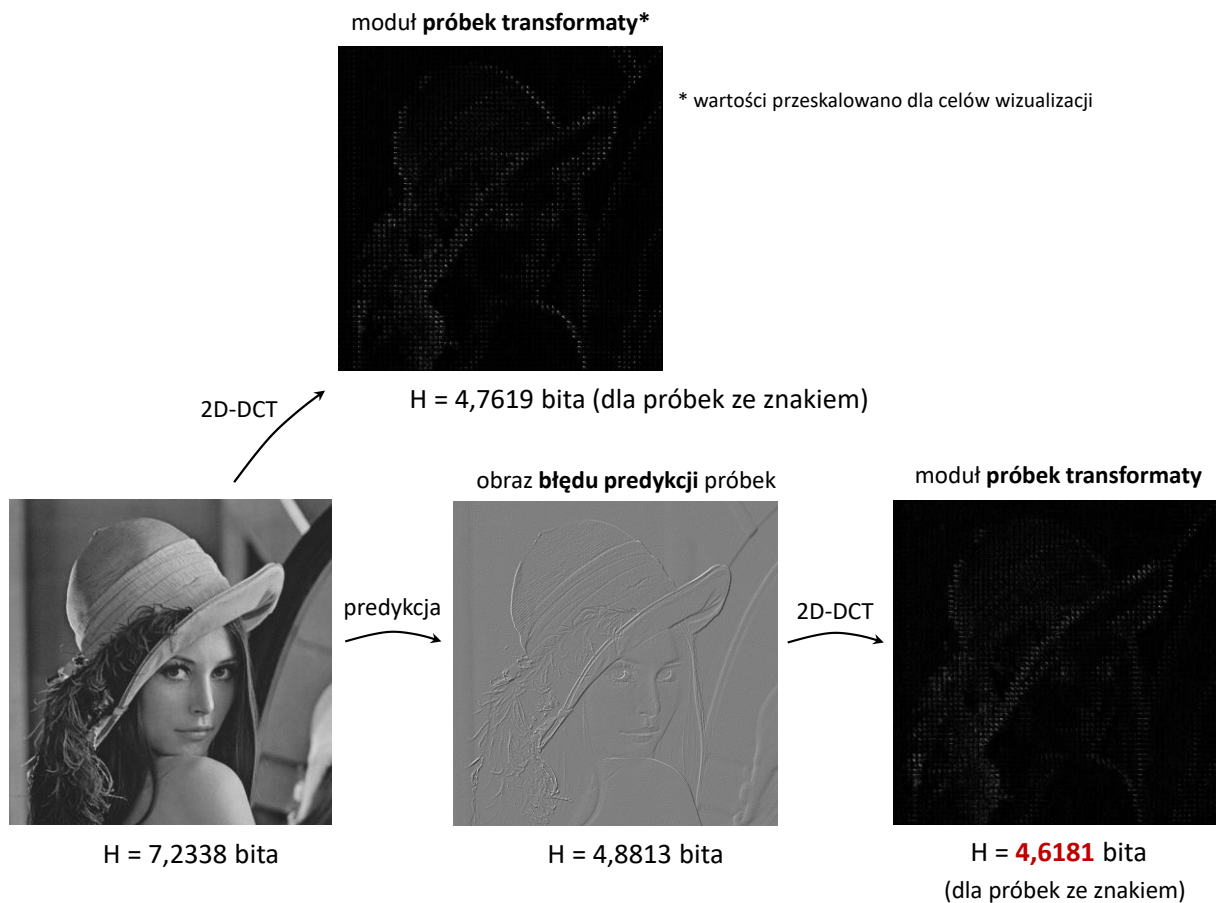 moduł próbek transformaty*
* wartości przeskalowano dla celów wizualizacji
H = 4,7619 bita (dla próbek ze znakiem)
2D-DCT
obraz błędu predykcji próbek
moduł próbek transformaty
predykcja
2D-DCT
H = 7,2338 bita
H = 4,8813 bita
H = 4,6181 bita
(dla próbek ze znakiem)